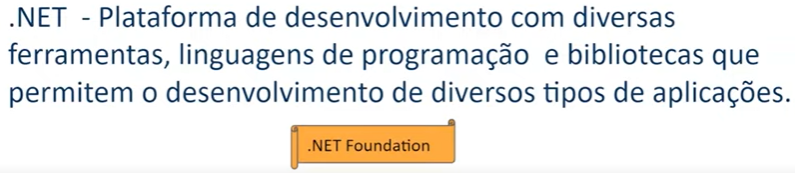 .NET - Plataforma de desenvolvimento com diversas
ferramentas, linguagens de programação e bibliotecas que
permitem o desenvolvimento de diversos tipos de aplicações.
.NET Foundation